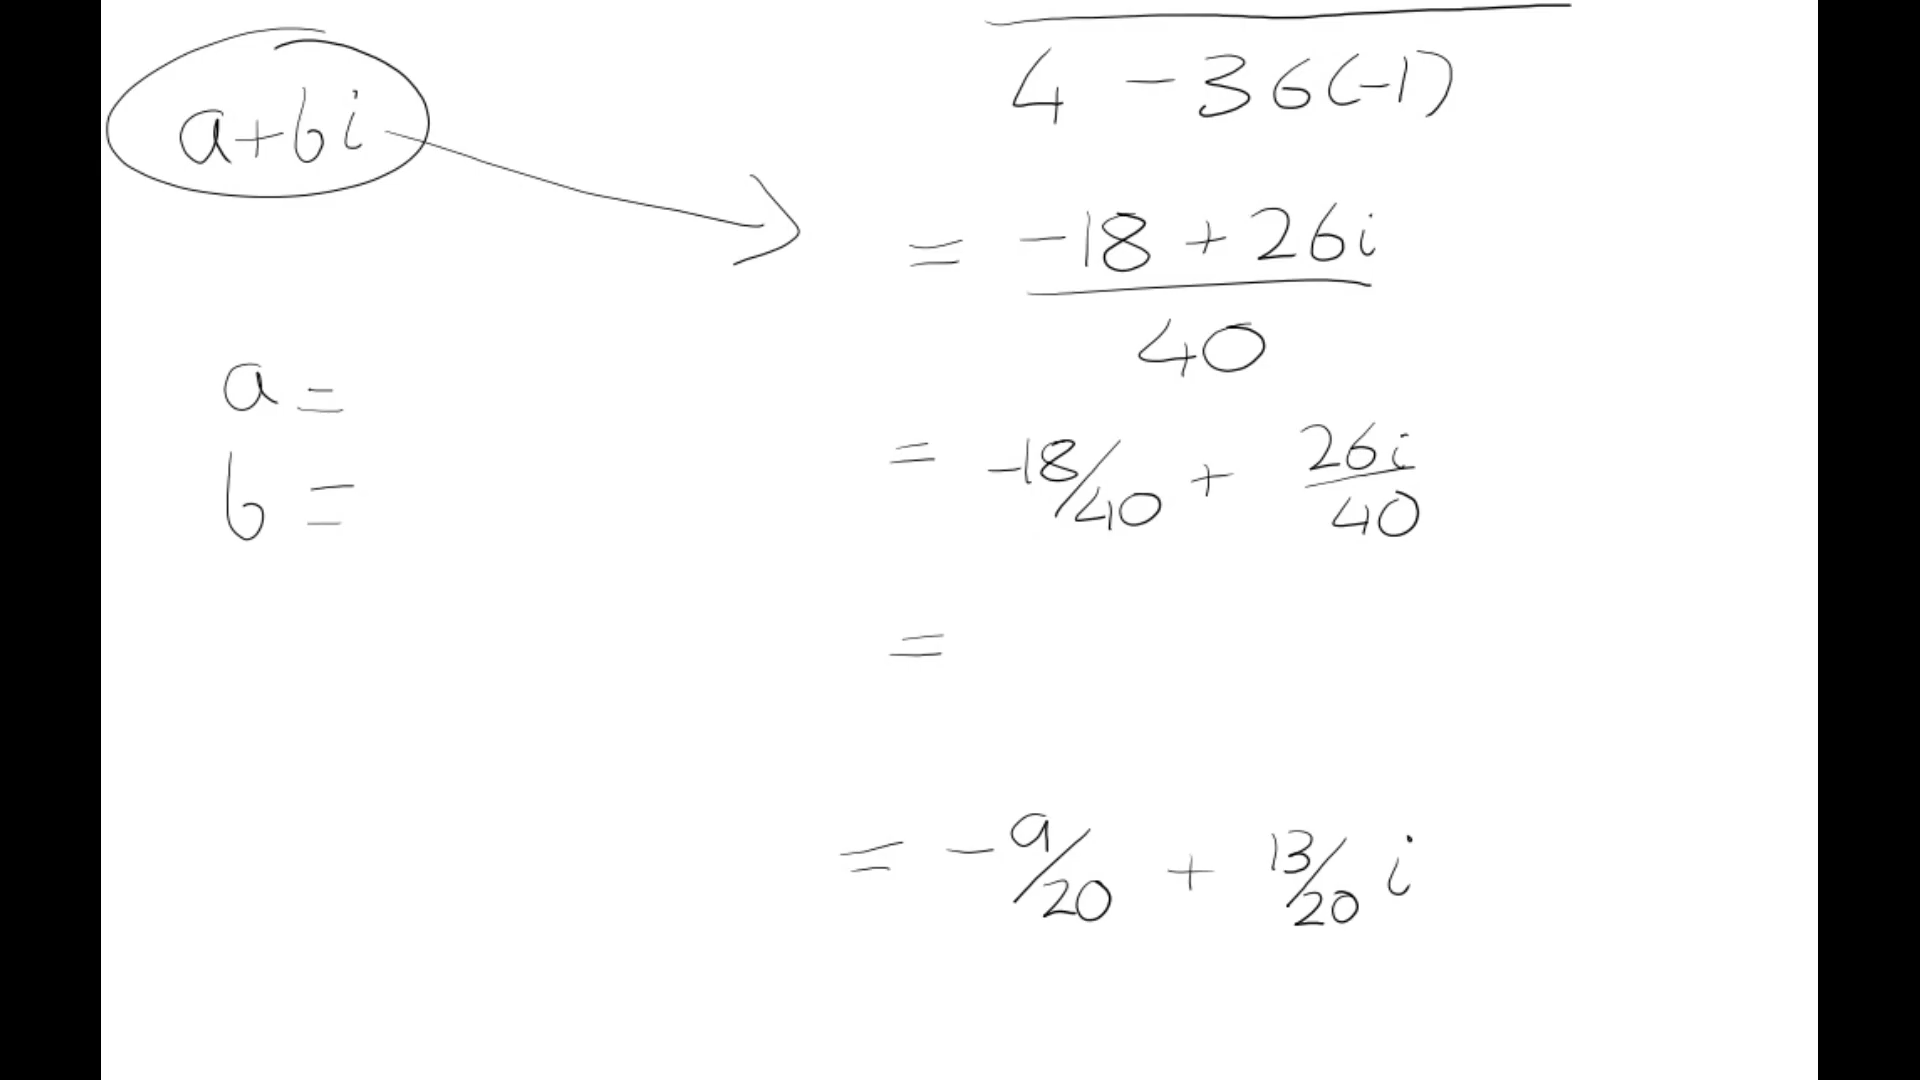 a+bi
a=
b=
4 - 36(-1)
= -18 + 26i
40
= -18/40 + 26i/40
=
= -9/20 + 13/20 i